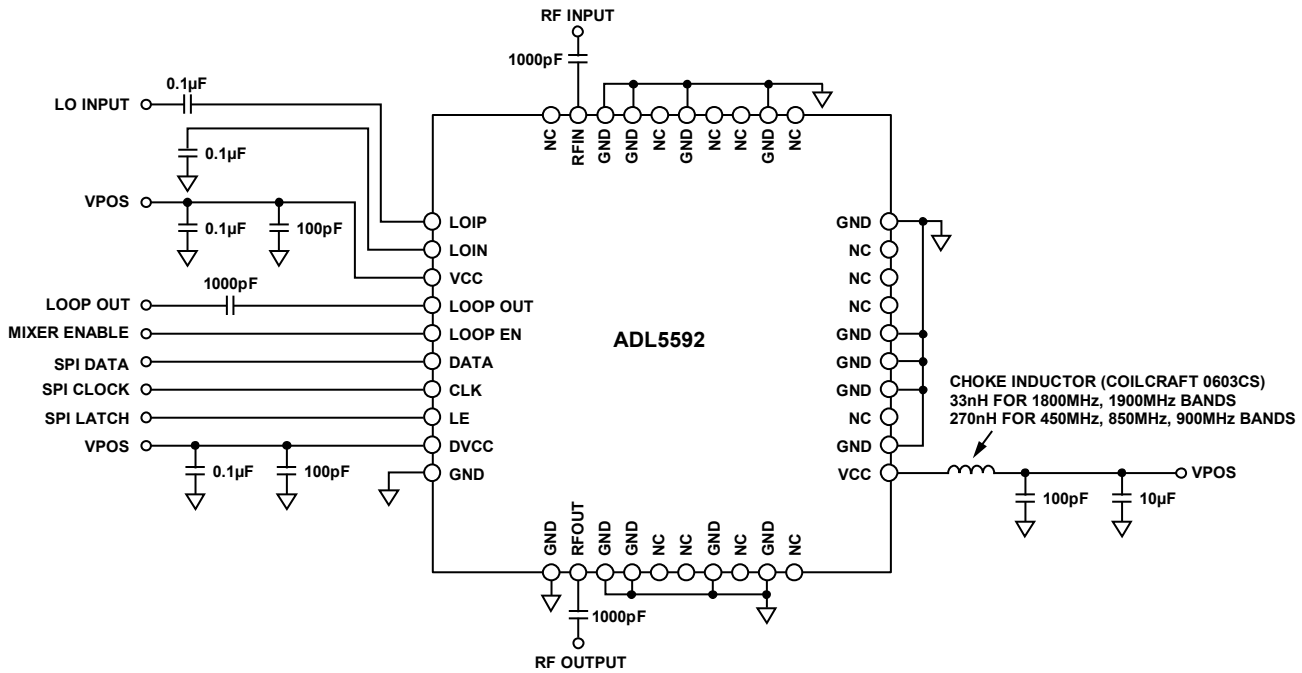 RF INPUT
1000pF
0.1µF
LO INPUT
0.1µF
VPOS
0.1µF
100pF
1000pF
LOOP OUT
MIXER ENABLE
SPI DATA
SPI CLOCK
SPI LATCH
VPOS
0.1µF
100pF
NC
RFIN
GND
GND
NC
GND
NC
NC
GND
NC
LOIP
LOIN
VCC
LOOP OUT
LOOP EN
DATA
CLK
LE
DVCC
GND
ADL5592
GND
NC
NC
NC
GND
GND
GND
NC
GND
VCC
CHOKE INDUCTOR (COILCRAFT 0603CS)
33nH FOR 1800MHz, 1900MHz BANDS
270nH FOR 450MHz, 850MHz, 900MHz BANDS
VPOS
100pF
10µF
GND
RFOUT
GND
GND
NC
NC
GND
NC
GND
NC
1000pF
RF OUTPUT